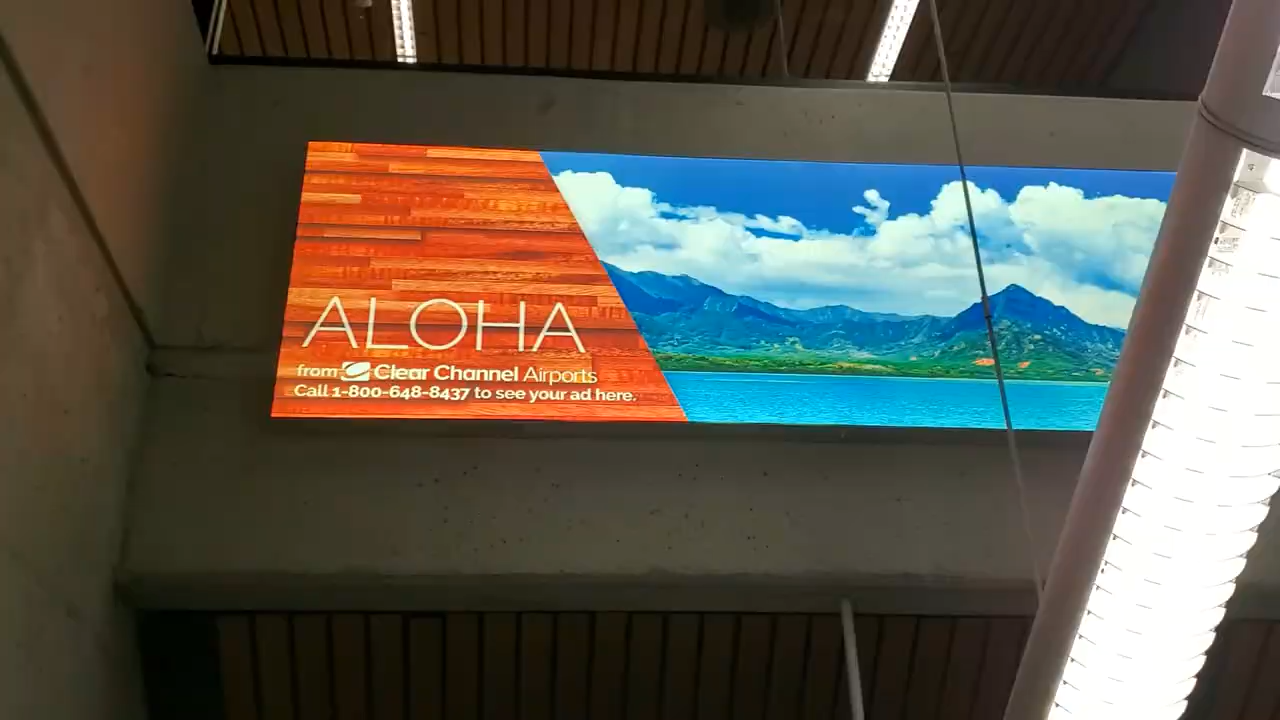 ALOHA
from Clear Channel Airports
Call 1-800-648-8437 to see your ad here.